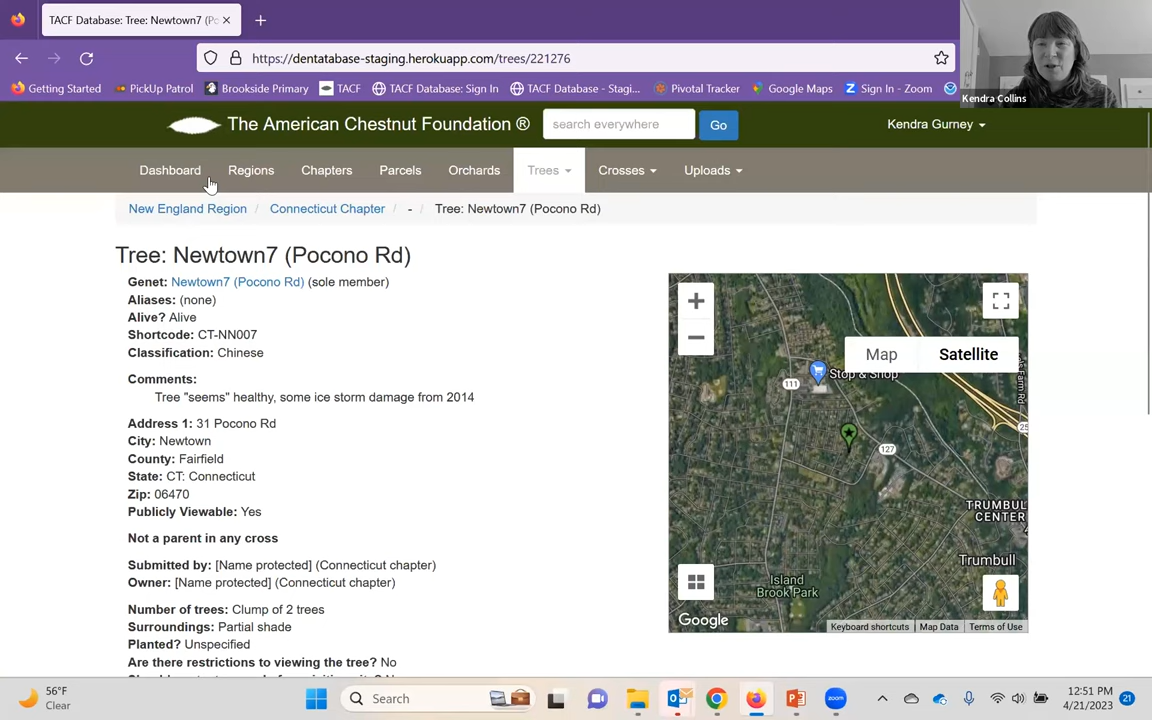 TACF Database: Tree: Newtown7 (Po
https://dentatabase-staging.herokuapp.com/trees/221276
Getting Started PickUp Patrol Brookside Primary TACF TACF Database: Sign In TACF Database - Stagi... Pivotal Tracker Google Maps Sign In - Zoom
Kendra Collins
The American Chestnut Foundation ® search everywhere Go Kendra Gurney
Dashboard Regions Chapters Parcels Orchards Trees Crosses Uploads
New England Region / Connecticut Chapter / - / Tree: Newtown7 (Pocono Rd)
Tree: Newtown7 (Pocono Rd)
Genet: Newtown7 (Pocono Rd) (sole member)
Aliases: (none)
Alive? Alive
Shortcode: CT-NN007
Classification: Chinese
Comments:
Tree "seems" healthy, some ice storm damage from 2014
Address 1: 31 Pocono Rd
City: Newtown
County: Fairfield
State: CT: Connecticut
Zip: 06470
Publicly Viewable: Yes
Not a parent in any cross
Submitted by: [Name protected] (Connecticut chapter)
Owner: [Name protected] (Connecticut chapter)
Number of trees: Clump of 2 trees
Surroundings: Partial shade
Planted? Unspecified
Are there restrictions to viewing the tree? No
Map Satellite
Stop & Shop
111
127
25
TRUMBUL
CENTER
Trumbull
Island
Brook Park
Google
Keyboard shortcuts Map Data Terms of Use
56°F
Clear
Search
zoom
12:51 PM
4/21/2023
21